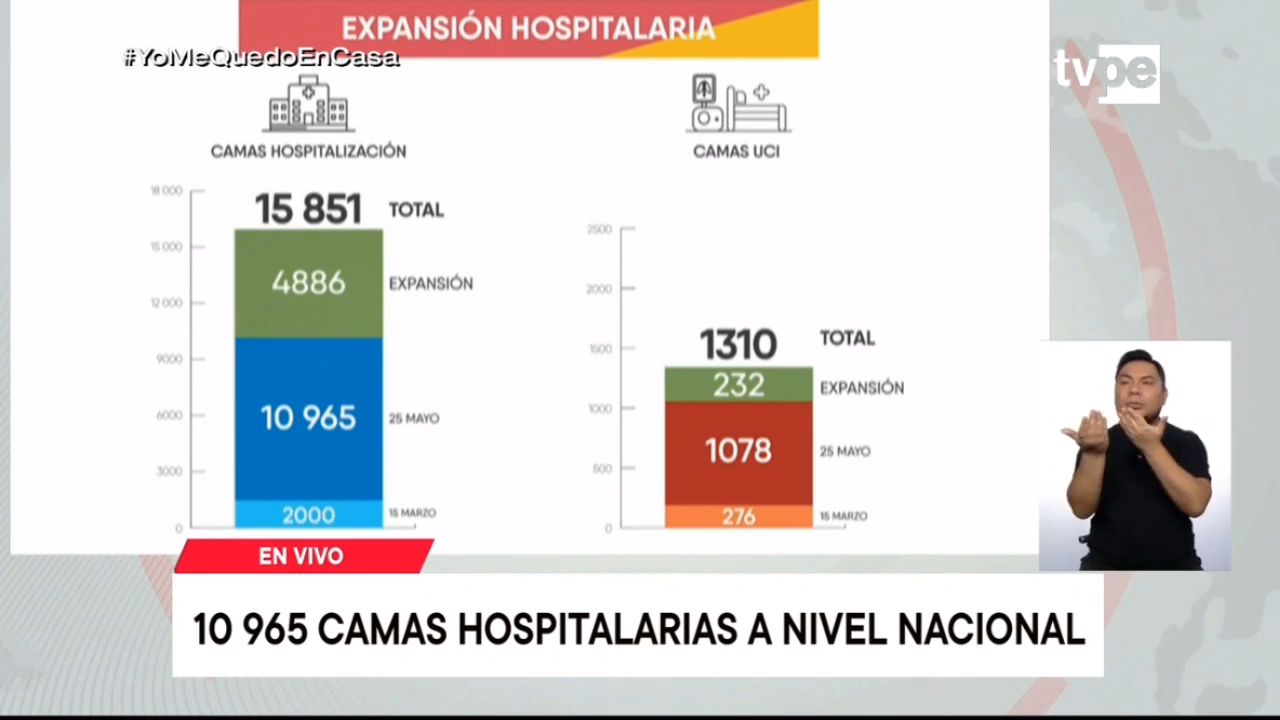 EXPANSIÓN HOSPITALARIA
#YoMeQuedoEnCasa
tvpe
CAMAS HOSPITALIZACIÓN
18 000
15 851 TOTAL
15 000
4886 EXPANSIÓN
12 000
9000
10 965 25 MAYO
6000
3000
2000 15 MARZO
0
CAMAS UCI
2500
2000
1500
1310 TOTAL
232 EXPANSIÓN
1000
1078 25 MAYO
500
276 15 MARZO
0
EN VIVO
10 965 CAMAS HOSPITALARIAS A NIVEL NACIONAL